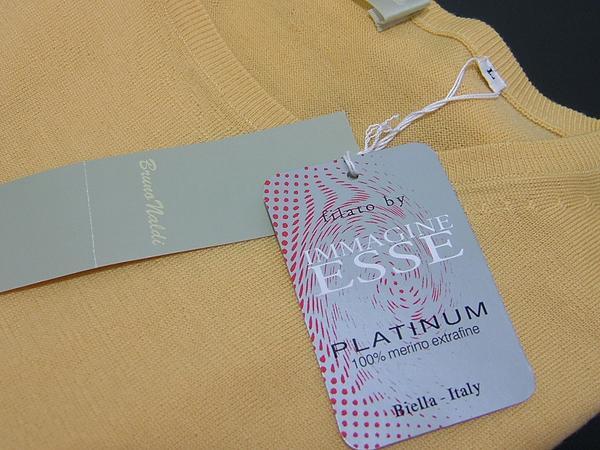 L
Bruno Naldi
filato by
IMMAGINE
ESSE
PLATINUM
100% merino extrafine
Biella - Italy